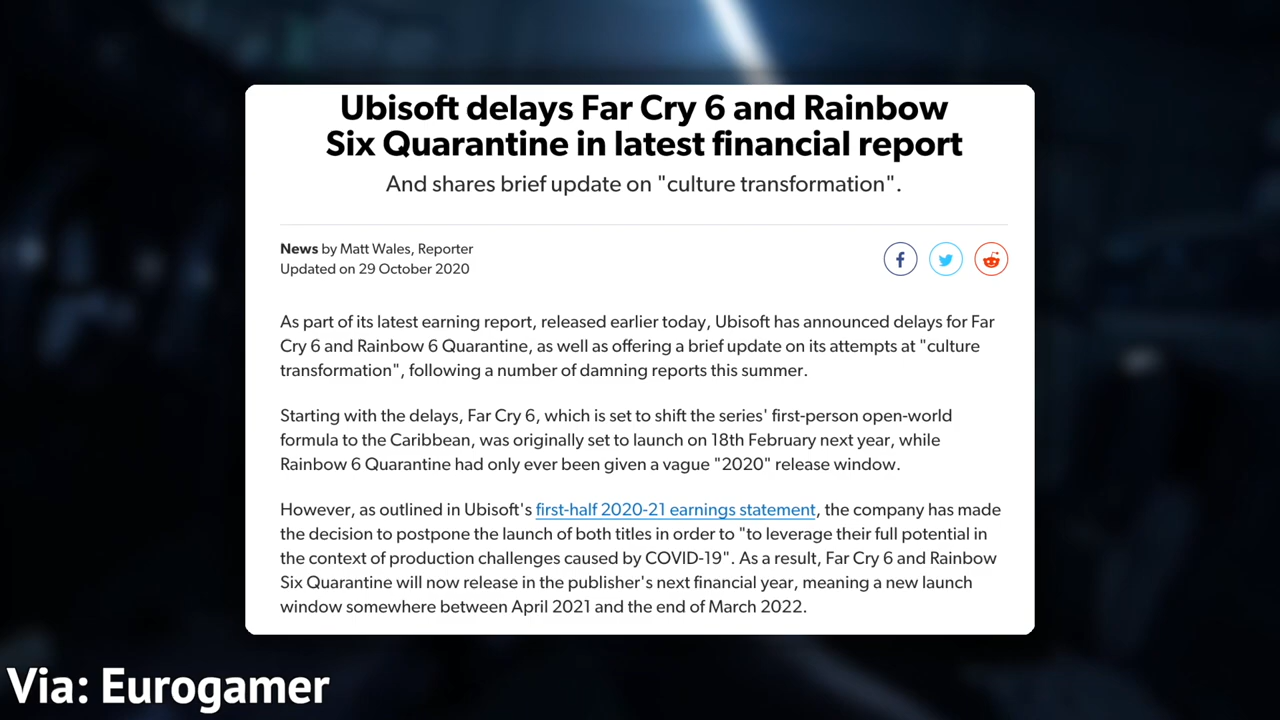 Ubisoft delays Far Cry 6 and Rainbow
Six Quarantine in latest financial report
And shares brief update on "culture transformation".
News by Matt Wales, Reporter
Updated on 29 October 2020
As part of its latest earning report, released earlier today, Ubisoft has announced delays for Far
Cry 6 and Rainbow 6 Quarantine, as well as offering a brief update on its attempts at "culture
transformation", following a number of damning reports this summer.
Starting with the delays, Far Cry 6, which is set to shift the series' first-person open-world
formula to the Caribbean, was originally set to launch on 18th February next year, while
Rainbow 6 Quarantine had only ever been given a vague "2020" release window.
However, as outlined in Ubisoft's first-half 2020-21 earnings statement, the company has made
the decision to postpone the launch of both titles in order to "to leverage their full potential in
the context of production challenges caused by COVID-19". As a result, Far Cry 6 and Rainbow
Six Quarantine will now release in the publisher's next financial year, meaning a new launch
window somewhere between April 2021 and the end of March 2022.
Via: Eurogamer